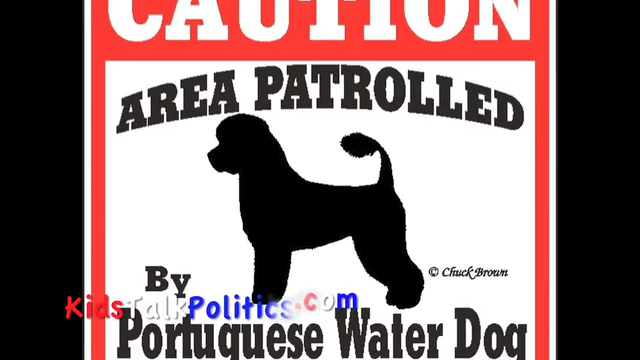 CAUTION
AREA PATROLLED
© Chuck Brown
By
KidsTalkPolitics.com
Portuguese Water Dog